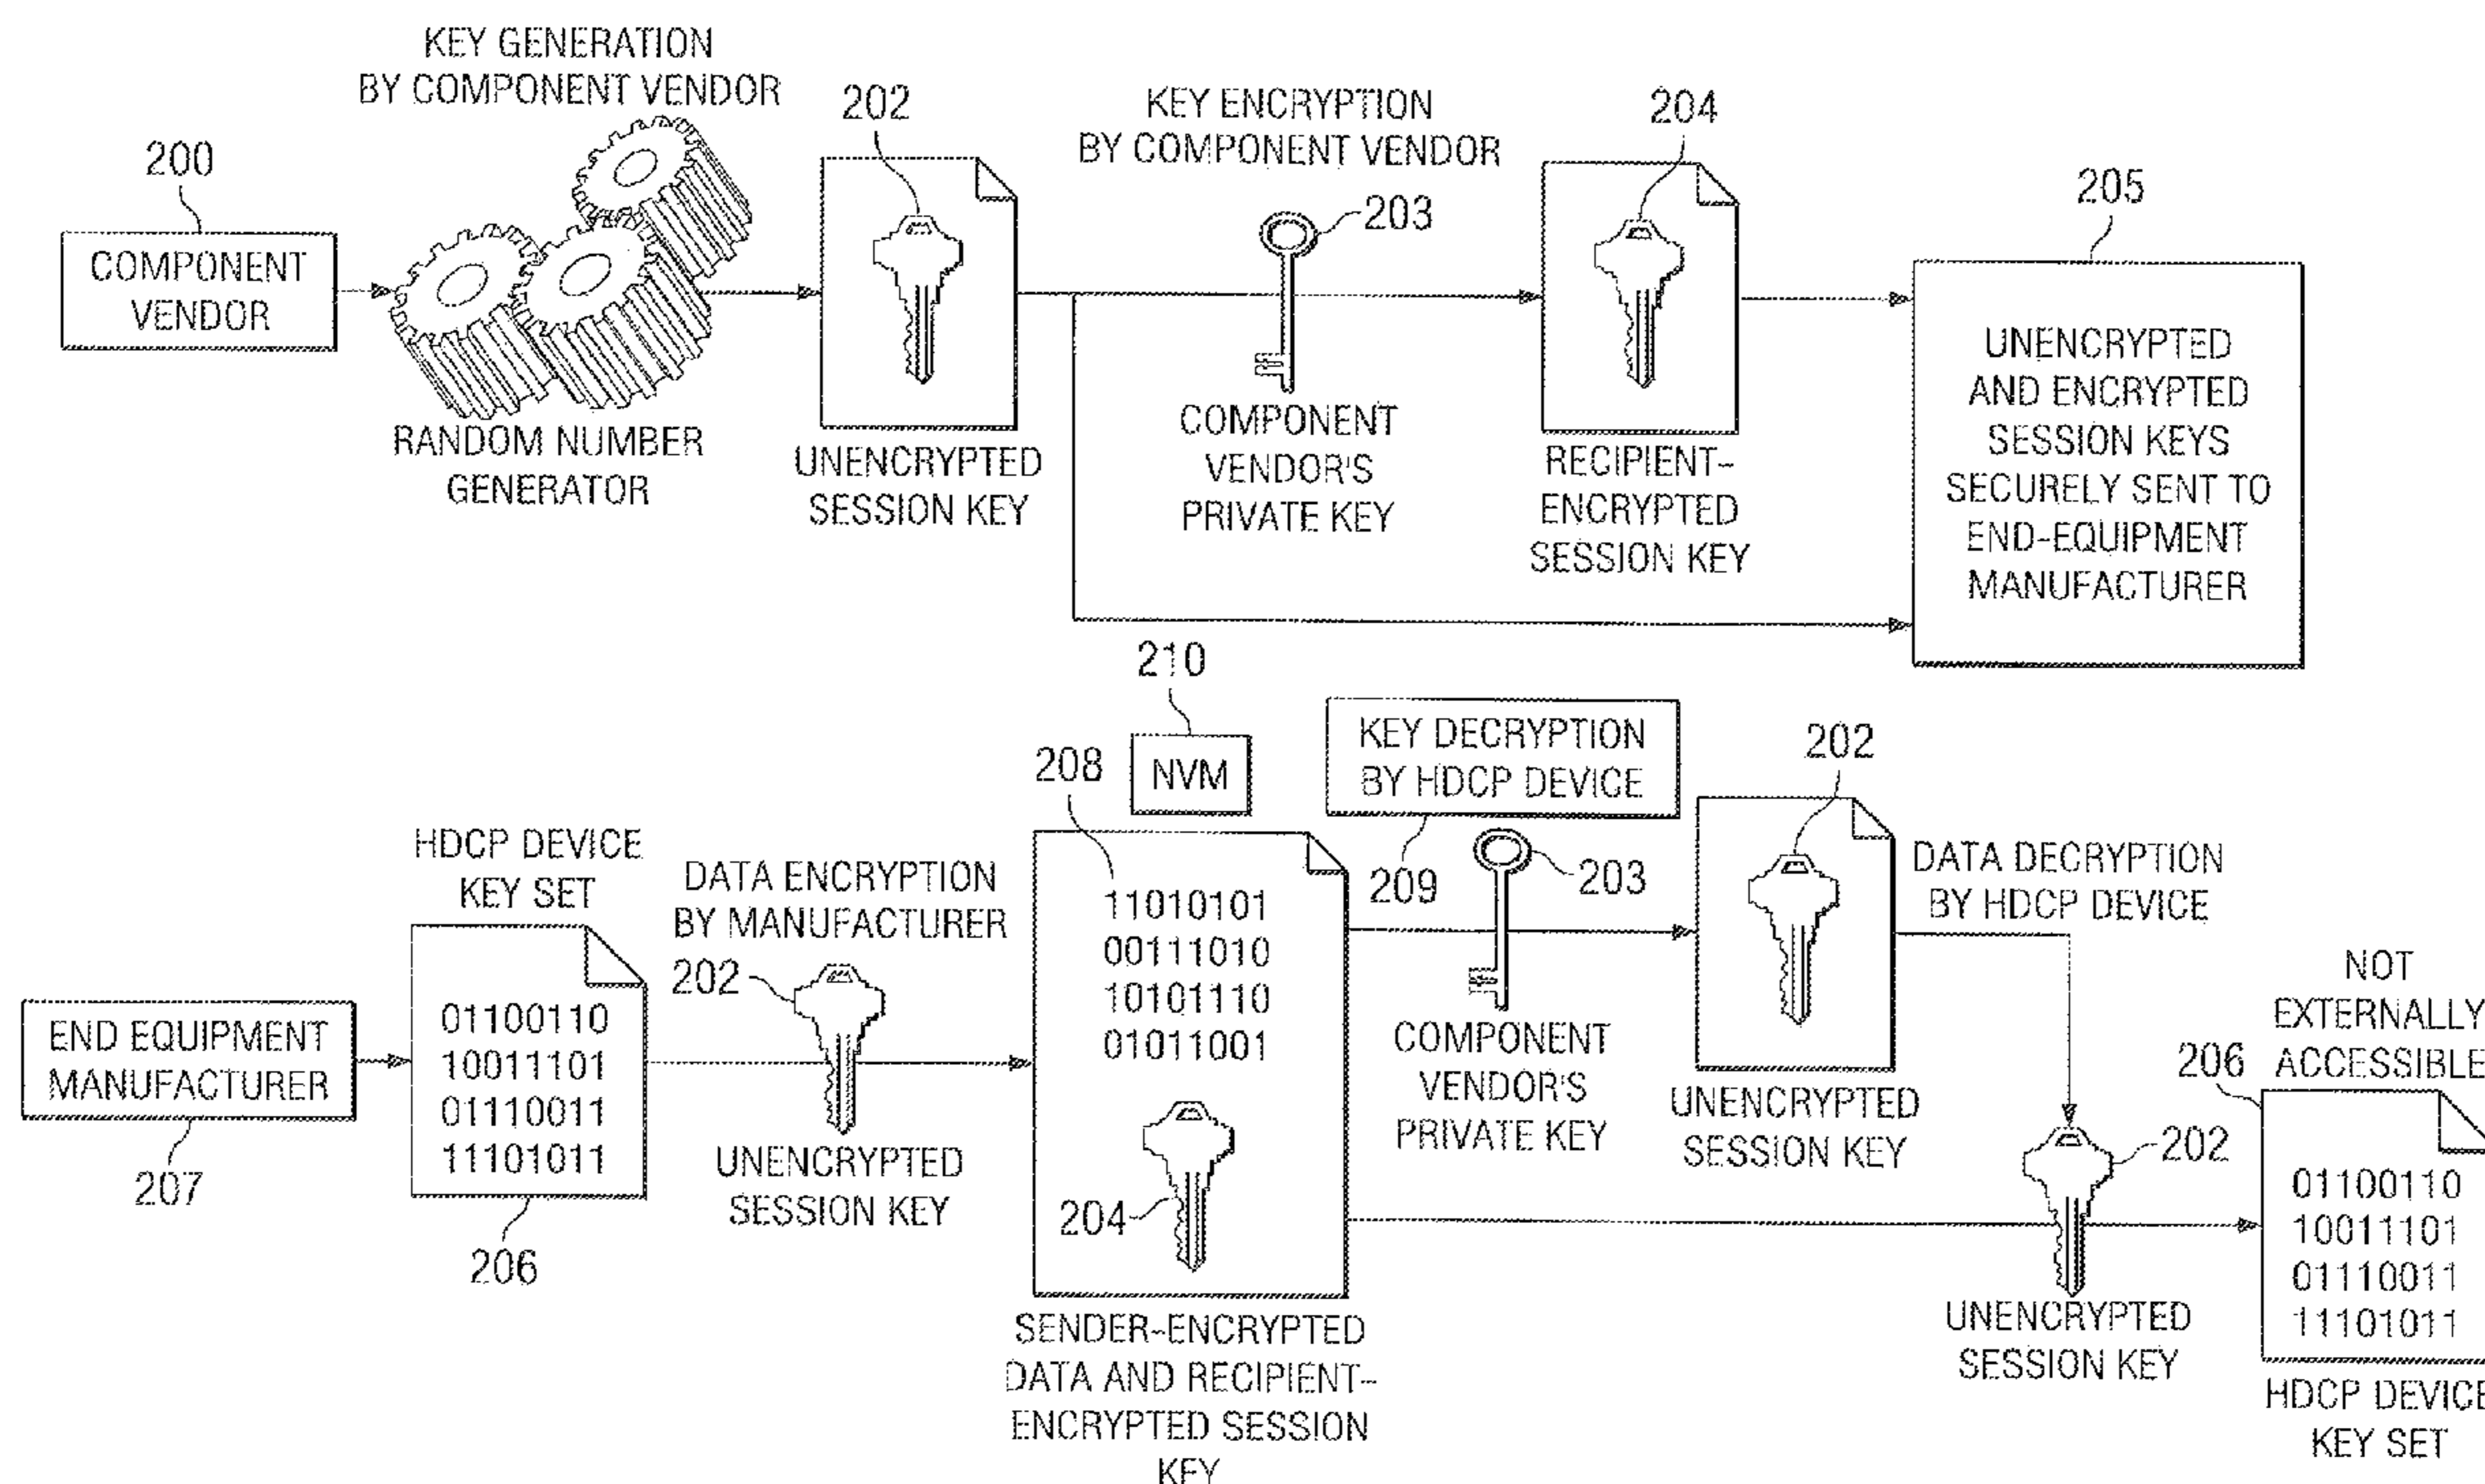 KEY GENERATION
BY COMPONENT VENDOR
200
COMPONENT
VENDOR
RANDOM NUMBER
GENERATOR
202
UNENCRYPTED
SESSION KEY
KEY ENCRYPTION
BY COMPONENT VENDOR
203
COMPONENT
VENDOR'S
PRIVATE KEY
204
RECIPIENT-
ENCRYPTED
SESSION KEY
205
UNENCRYPTED
AND ENCRYPTED
SESSION KEYS
SECURELY SENT TO
END-EQUIPMENT
MANUFACTURER
END EQUIPMENT
MANUFACTURER
207
HDCP DEVICE
KEY SET
01100110
10011101
01110011
11101011
206
DATA ENCRYPTION
BY MANUFACTURER
202
UNENCRYPTED
SESSION KEY
210
NVM
208
11010101
00111010
10101110
01011001
204
SENDER-ENCRYPTED
DATA AND RECIPIENT-
ENCRYPTED SESSION
KEY
KEY DECRYPTION
BY HDCP DEVICE
209
203
COMPONENT
VENDOR'S
PRIVATE KEY
202
UNENCRYPTED
SESSION KEY
DATA DECRYPTION
BY HDCP DEVICE
202
UNENCRYPTED
SESSION KEY
NOT
EXTERNALLY
ACCESSIBLE
206
01100110
10011101
01110011
11101011
HDCP DEVICE
KEY SET